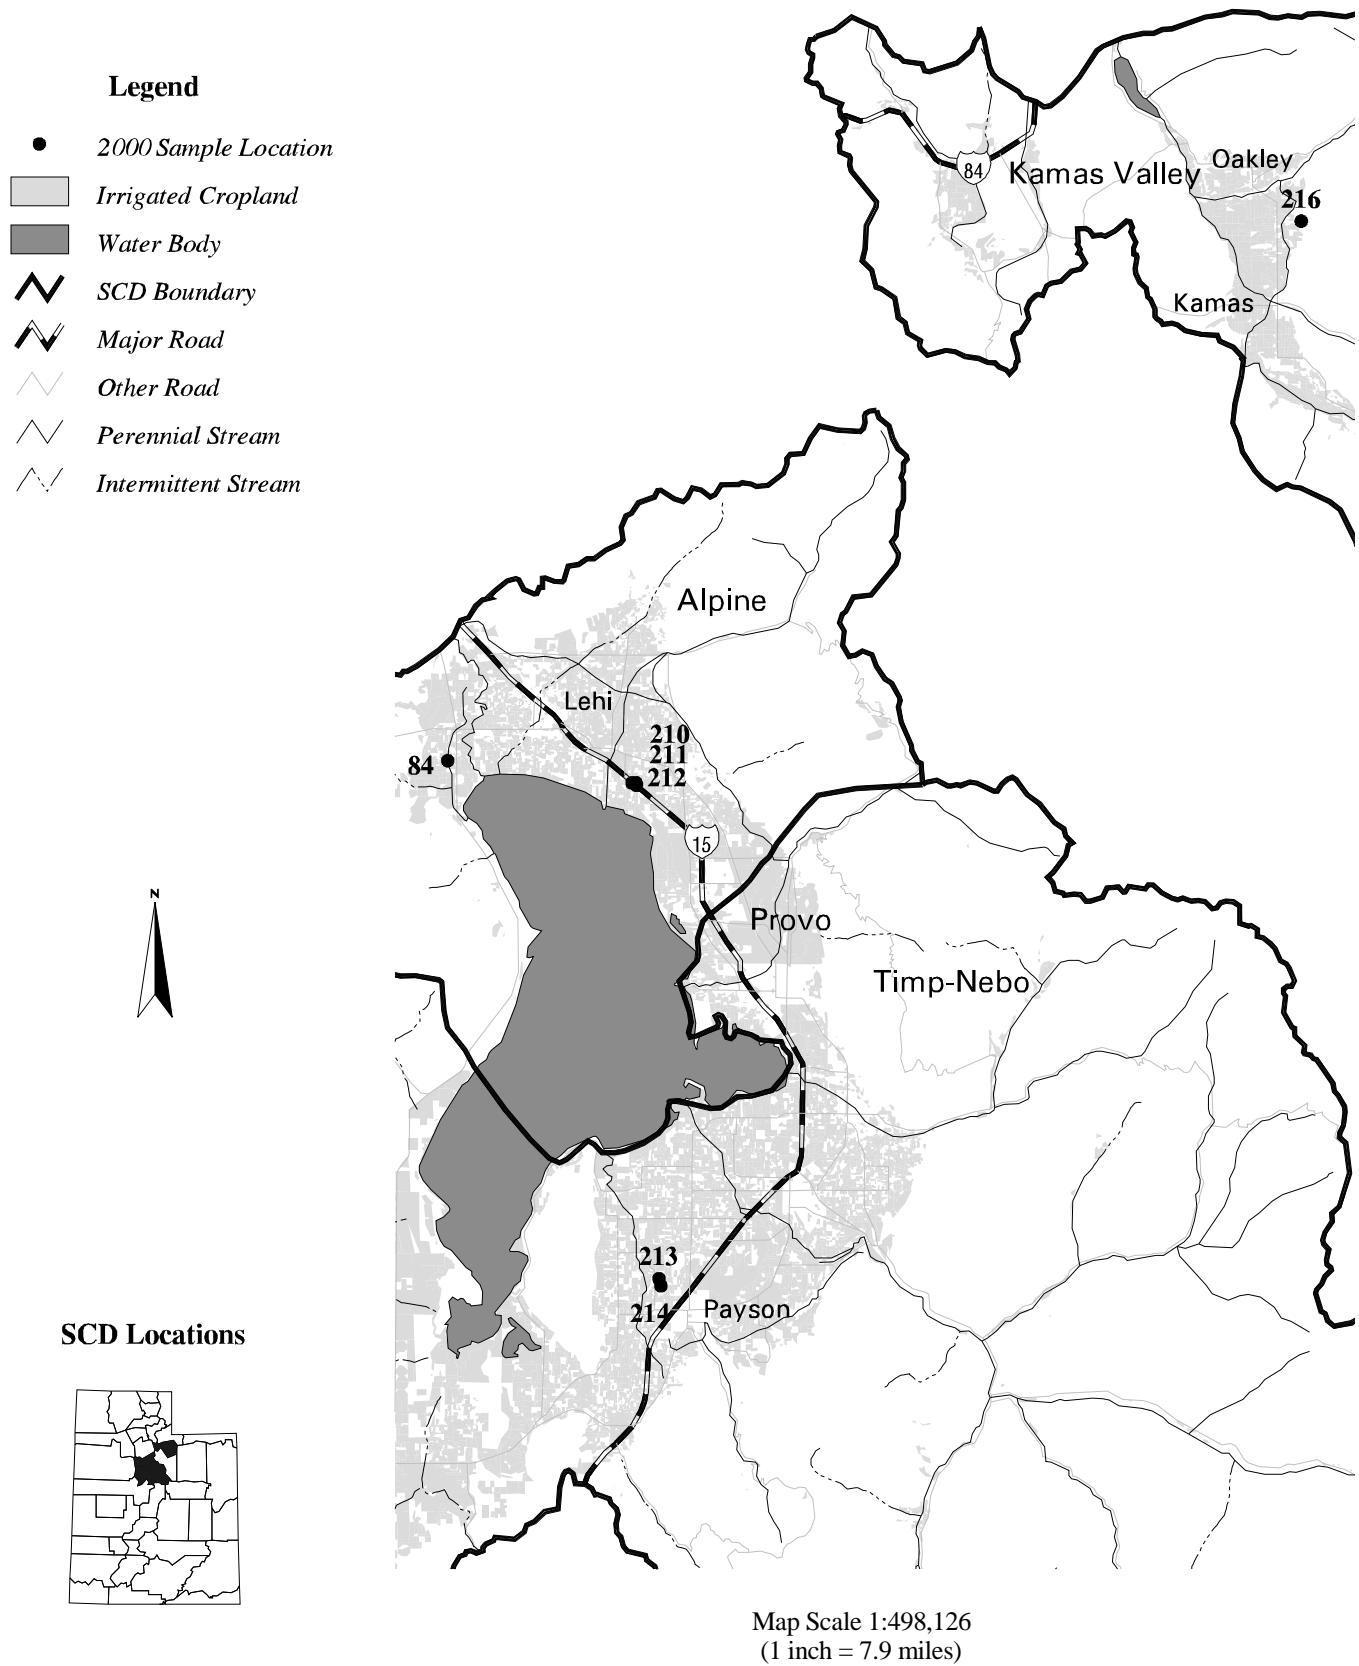 Legend
2000 Sample Location
Irrigated Cropland
Water Body
SCD Boundary
Major Road
Other Road
Perennial Stream
Intermittent Stream
84
Kamas Valley
Oakley
216
Kamas
Alpine
Lehi
210
211
212
84
15
Provo
Timp-Nebo
N
213
214
Payson
SCD Locations
Map Scale 1:498,126
(1 inch = 7.9 miles)